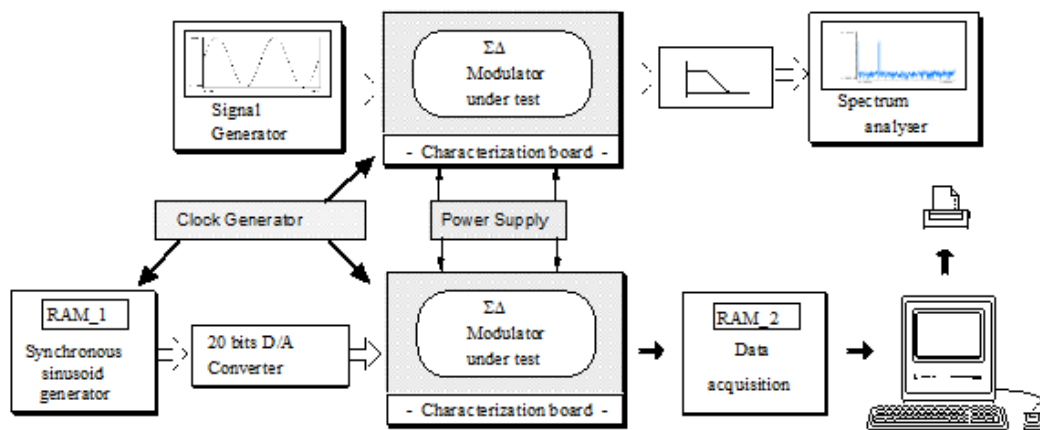 Signal
Generator
ΣΔ
Modulator
under test
- Characterization board -
Spectrum
analyser
Clock Generator
Power Supply
RAM_1
Synchronous
sinusoid
generator
20 bits D/A
Converter
ΣΔ
Modulator
under test
- Characterization board -
RAM_2
Data
acquisition